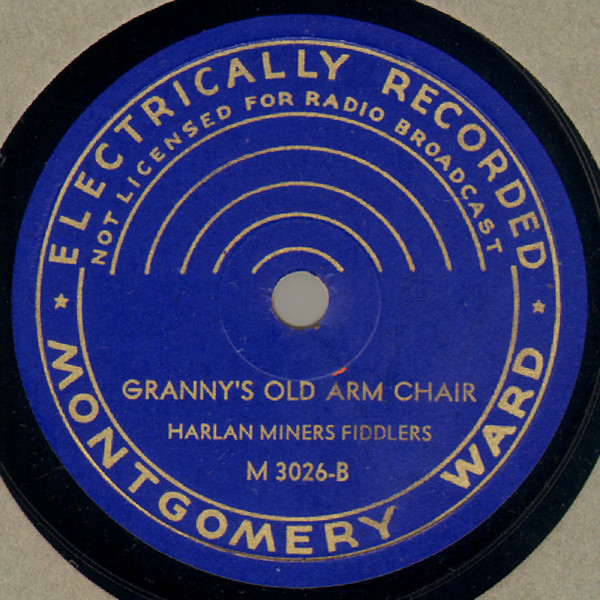 ELECTRICALLY RECORDED
NOT LICENSED FOR RADIO BROADCAST
GRANNY'S OLD ARM CHAIR
HARLAN MINERS FIDDLERS
M 3026-B
MONTGOMERY WARD